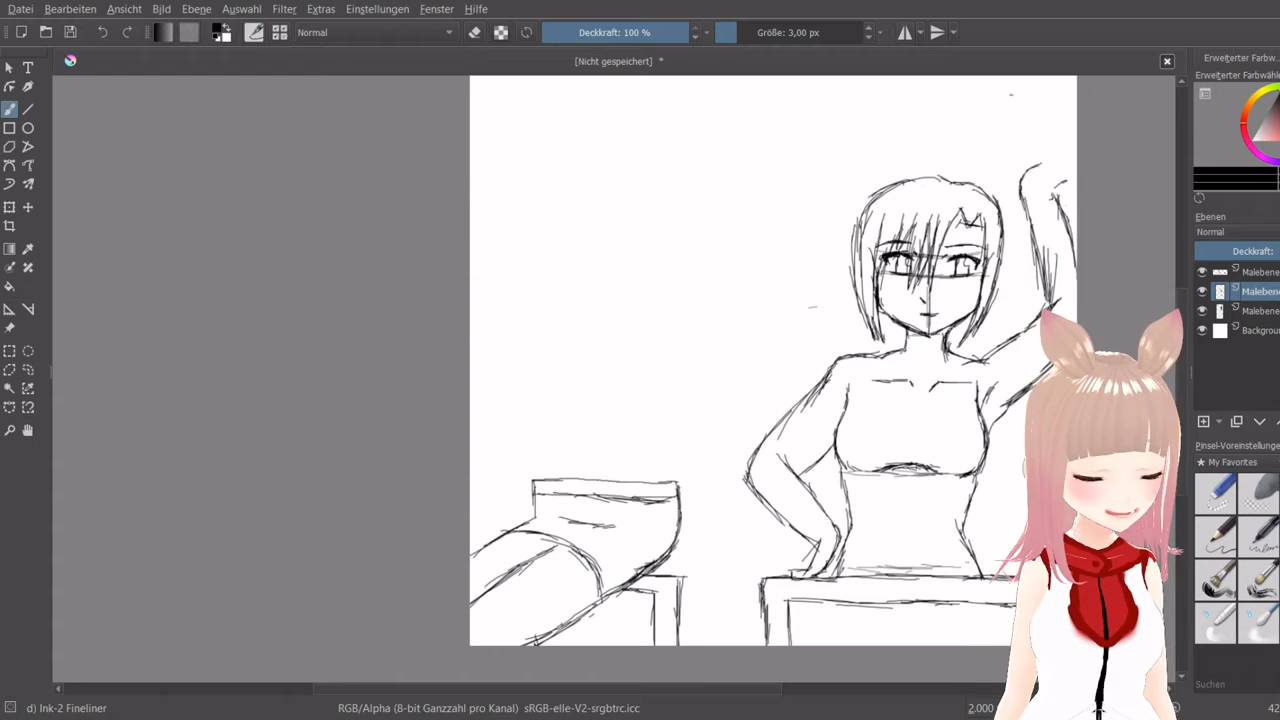 Datei Bearbeiten Ansicht Bild Ebene Auswahl Filter Extras Einstellungen Fenster Hilfe
Normal Deckkraft: 100 % Größe: 3,00 px
[Nicht gespeichert] *
Erweiterter Farbw...
Erweiterter Farbwähle
Ebenen
Normal
Deckkraft:
Malebene
Malebene
Malebene
Backgrou
Pinsel-Voreinstellungen
★ My Favorites
Suchen
d) Ink-2 Fineliner RGB/Alpha (8-bit Ganzzahl pro Kanal) sRGB-elle-V2-srgbtrc.icc 2.000